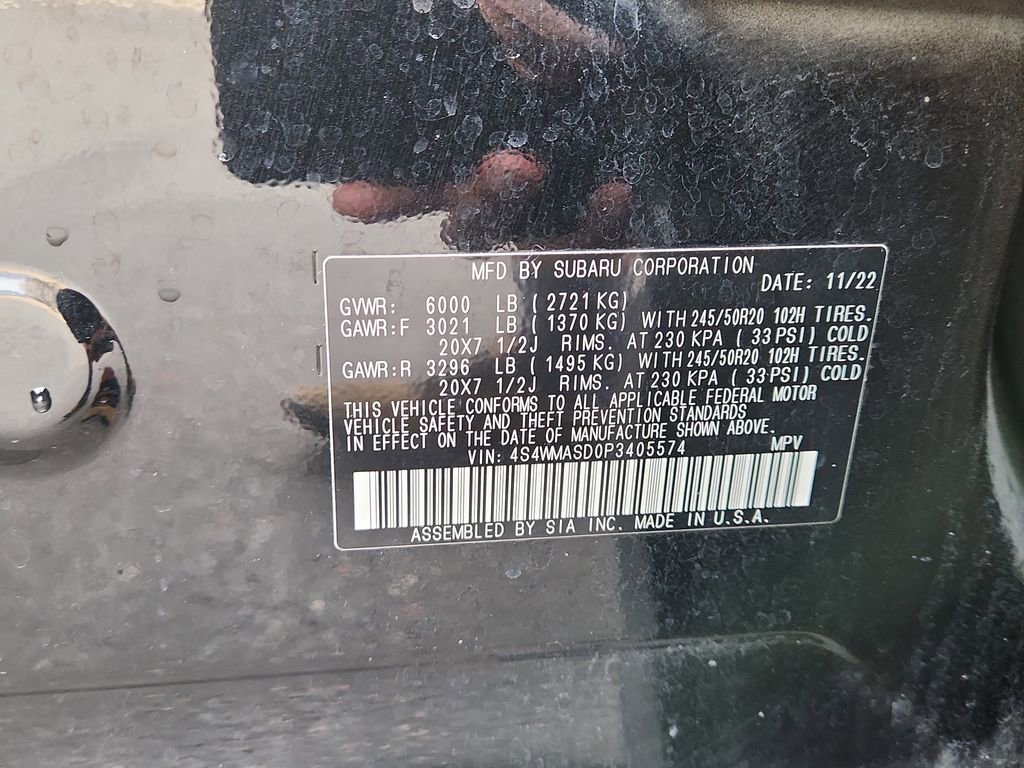 MFD BY SUBARU CORPORATION
DATE: 11/22
GVWR: 6000 LB ( 2721 KG)
GAWR:F 3021 LB ( 1370 KG) WITH 245/50R20 102H TIRES.
20X7 1/2J RIMS. AT 230 KPA ( 33 PSI) COLD
GAWR:R 3296 LB ( 1495 KG) WITH 245/50R20 102H TIRES.
20X7 1/2J RIMS. AT 230 KPA ( 33PSI) COLD
THIS VEHICLE CONFORMS TO ALL APPLICABLE FEDERAL MOTOR
VEHICLE SAFETY AND THEFT PREVENTION STANDARDS
IN EFFECT ON THE DATE OF MANUFACTURE SHOWN ABOVE.
VIN: 4S4WMASD0P3405574 MPV
ASSEMBLED BY SIA INC. MADE IN U.S.A.